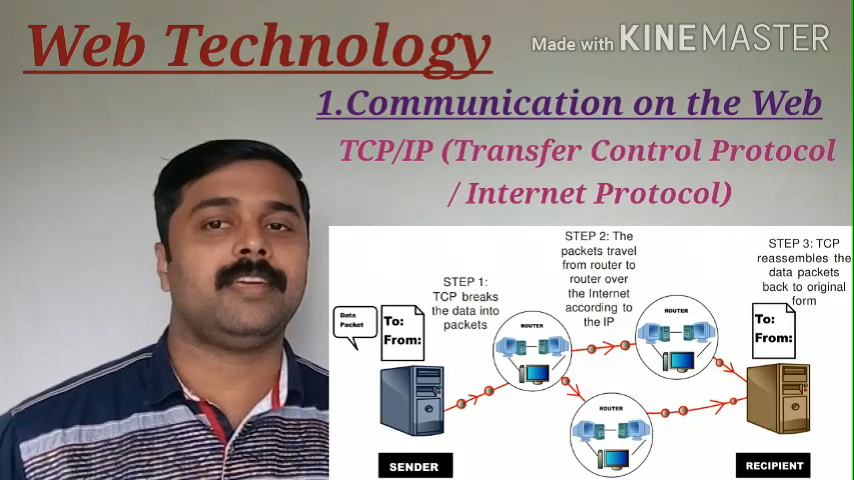 Web Technology
Made with KINEMASTER
1.Communication on the Web
TCP/IP (Transfer Control Protocol
/ Internet Protocol)
STEP 1:
TCP breaks
the data into
packets
STEP 2: The
packets travel
from router to
router over
the Internet
according to
the IP
STEP 3: TCP
reassembles the
data packets
back to original
form
Data
Packet
To:
From:
ROUTER
ROUTER
ROUTER
To:
From:
SENDER
RECIPIENT